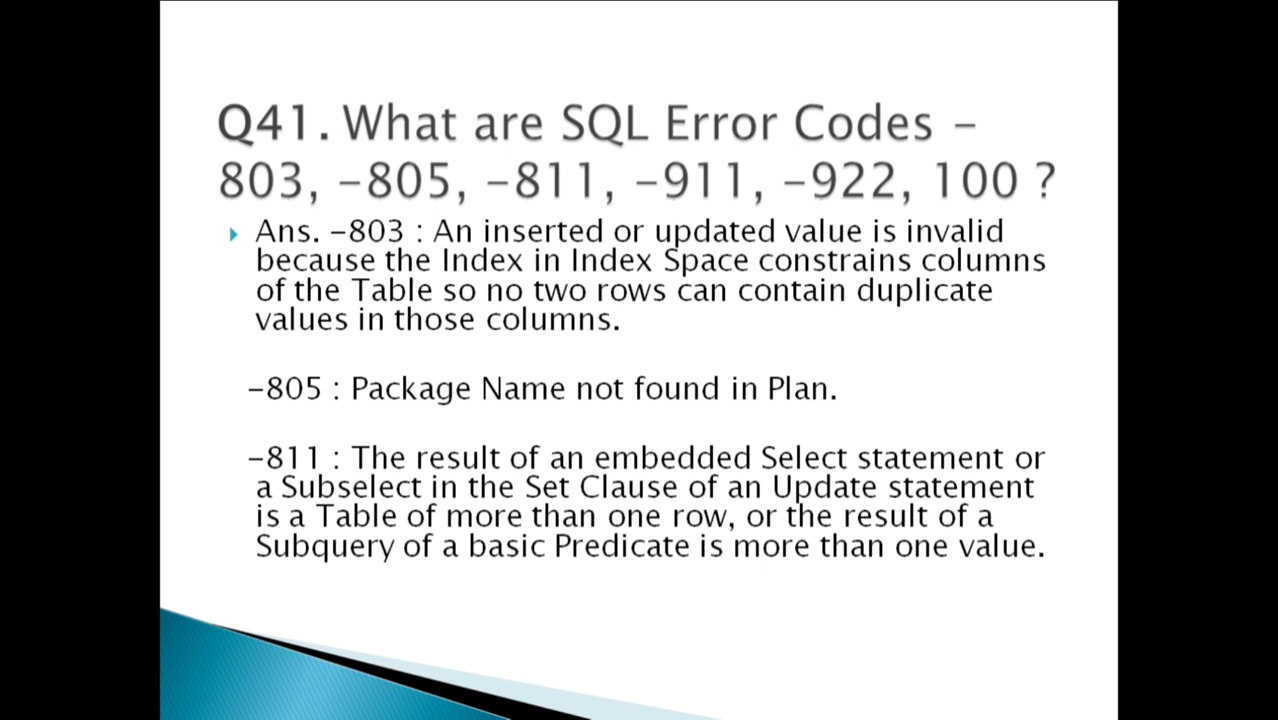 Q41. What are SQL Error Codes –
803, –805, –811, –911, –922, 100 ?
Ans. –803 : An inserted or updated value is invalid
because the Index in Index Space constrains columns
of the Table so no two rows can contain duplicate
values in those columns.
–805 : Package Name not found in Plan.
–811 : The result of an embedded Select statement or
a Subselect in the Set Clause of an Update statement
is a Table of more than one row, or the result of a
Subquery of a basic Predicate is more than one value.